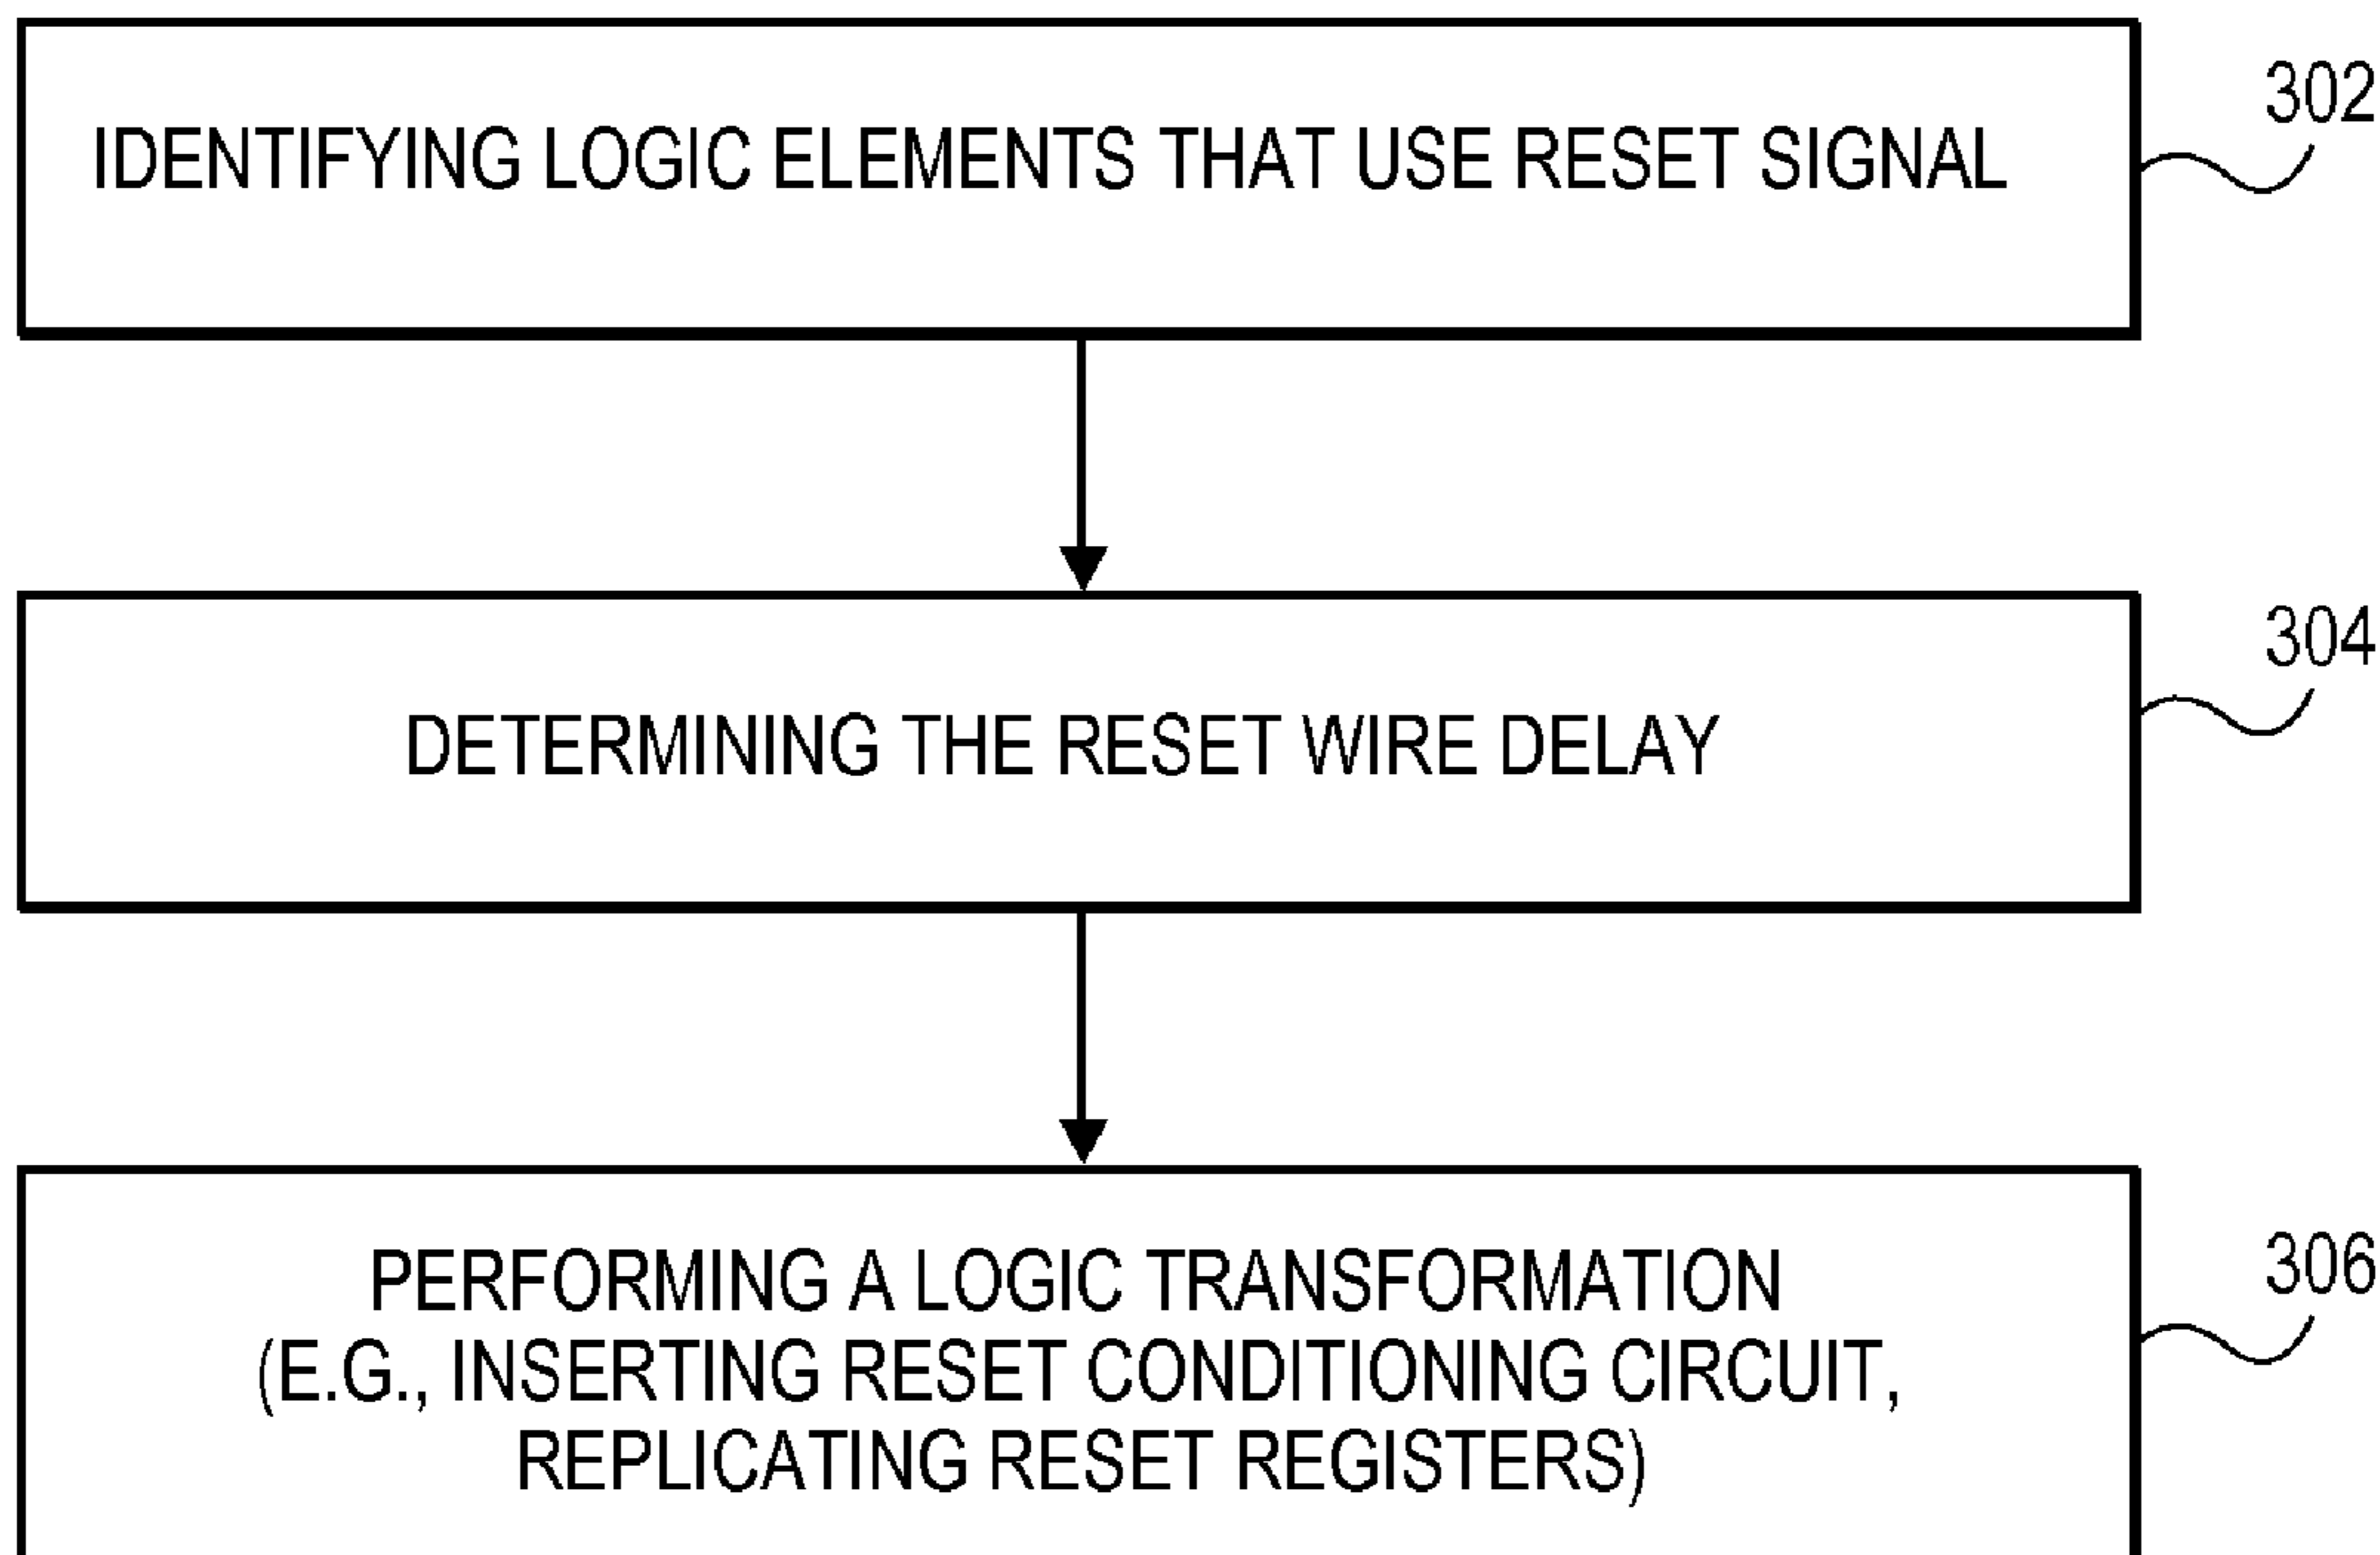 302
IDENTIFYING LOGIC ELEMENTS THAT USE RESET SIGNAL
304
DETERMINING THE RESET WIRE DELAY
306
PERFORMING A LOGIC TRANSFORMATION
(E.G., INSERTING RESET CONDITIONING CIRCUIT,
REPLICATING RESET REGISTERS)